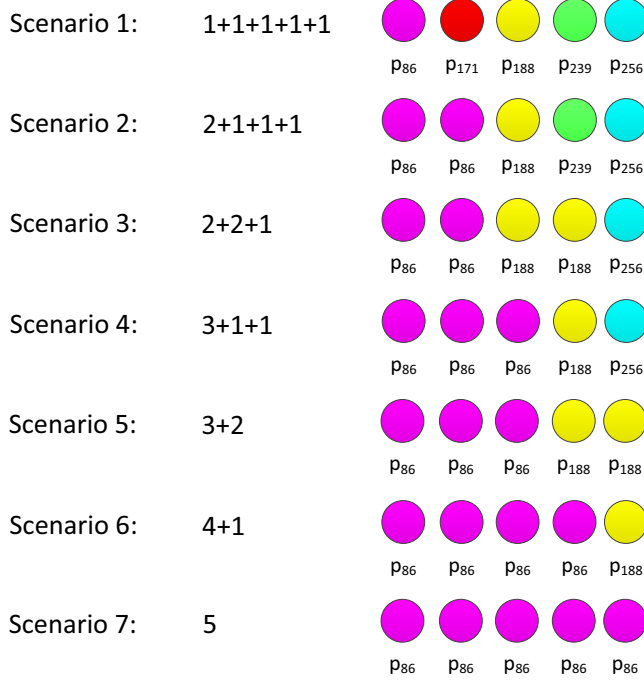 Scenario 1: 1+1+1+1+1
p₈₆ p₁₇₁ p₁₈₈ p₂₃₉ p₂₅₆
Scenario 2: 2+1+1+1
p₈₆ p₈₆ p₁₈₈ p₂₃₉ p₂₅₆
Scenario 3: 2+2+1
p₈₆ p₈₆ p₁₈₈ p₁₈₈ p₂₅₆
Scenario 4: 3+1+1
p₈₆ p₈₆ p₈₆ p₁₈₈ p₂₅₆
Scenario 5: 3+2
p₈₆ p₈₆ p₈₆ p₁₈₈ p₁₈₈
Scenario 6: 4+1
p₈₆ p₈₆ p₈₆ p₈₆ p₁₈₈
Scenario 7: 5
p₈₆ p₈₆ p₈₆ p₈₆ p₈₆